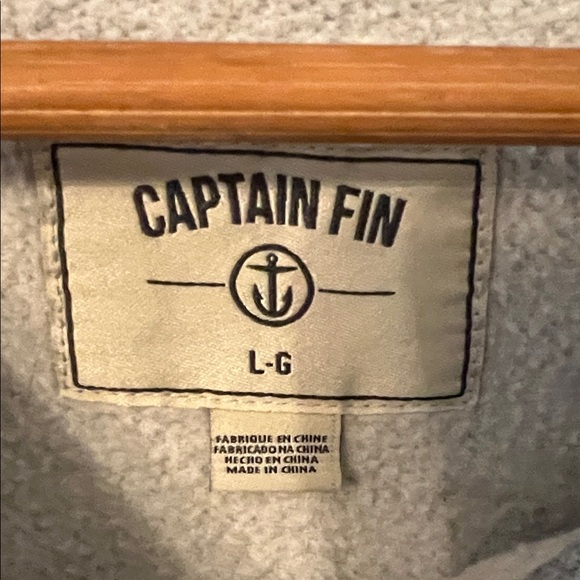 CAPTAIN FIN
L-G
FABRIQUE EN CHINE
FABRICADO NA CHINA
HECHO EN CHINA
MADE IN CHINA